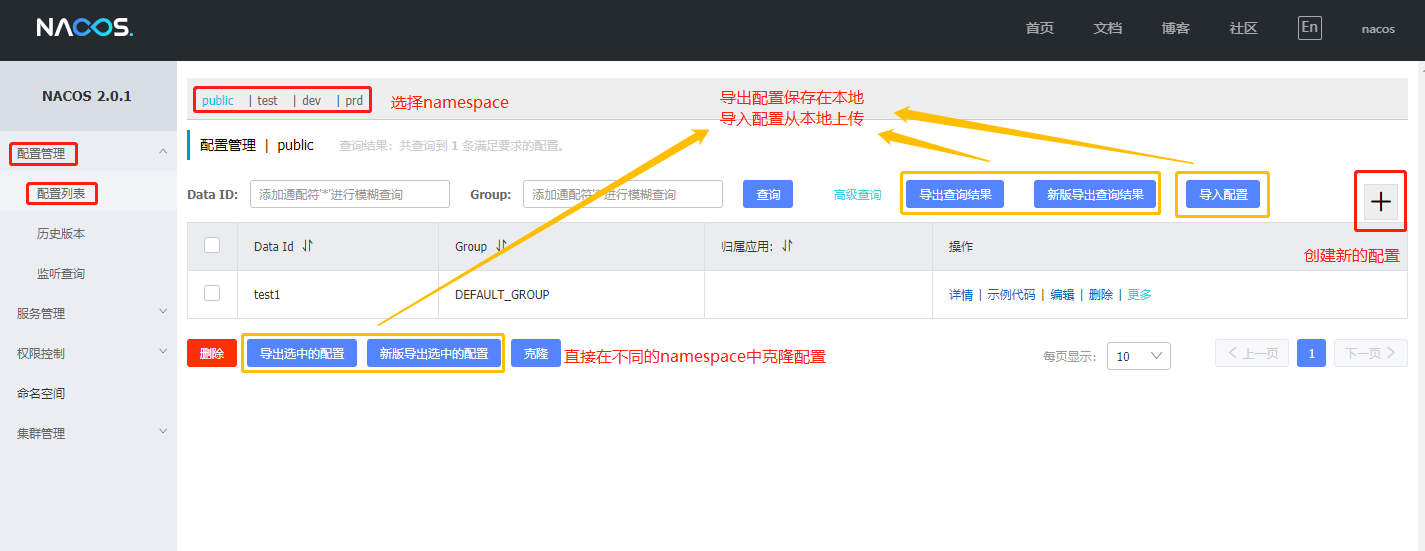 NACOS.
首页 文档 博客 社区 En nacos
NACOS 2.0.1
配置管理
配置列表
历史版本
监听查询
服务管理
权限控制
命名空间
集群管理
public | test | dev | prd
选择namespace
导出配置保存在本地
导入配置从本地上传
配置管理 | public 查询结果：共查询到 1 条满足要求的配置。
Data ID: 添加通配符'*'进行模糊查询 Group: 添加通配符'*'进行模糊查询 查询 高级查询 导出查询结果 新版导出查询结果 导入配置 +
创建新的配置
Data Id Group 归属应用: 操作
test1 DEFAULT_GROUP 详情 | 示例代码 | 编辑 | 删除 | 更多
删除 导出选中的配置 新版导出选中的配置 克隆 直接在不同的namespace中克隆配置 每页显示: 10 上一页 1 下一页